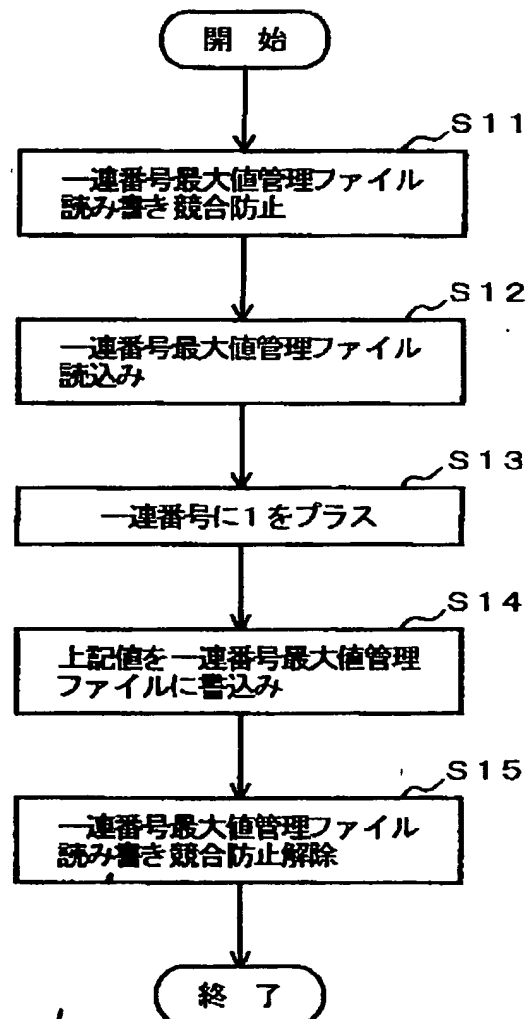 開 始
S11
一連番号最大値管理ファイル
読み書き競合防止
S12
一連番号最大値管理ファイル
読込み
S13
一連番号に1をプラス
S14
上記値を一連番号最大値管理
ファイルに書込み
S15
一連番号最大値管理ファイル
読み書き競合防止解除
終 了